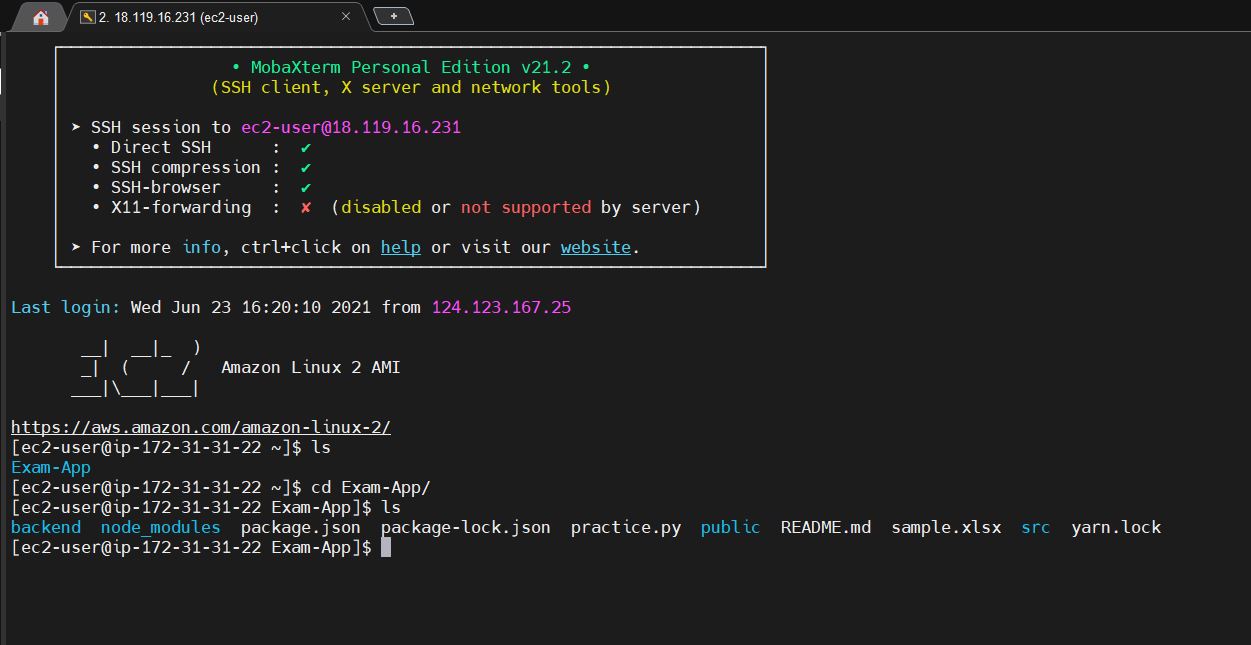 2. 18.119.16.231 (ec2-user)
• MobaXterm Personal Edition v21.2 •
(SSH client, X server and network tools)
➤ SSH session to ec2-user@18.119.16.231
• Direct SSH : ✔
• SSH compression : ✔
• SSH-browser : ✔
• X11-forwarding : ✘ (disabled or not supported by server)
➤ For more info, ctrl+click on help or visit our website.
Last login: Wed Jun 23 16:20:10 2021 from 124.123.167.25
__| __|_ )
_| ( / Amazon Linux 2 AMI
___|\___|___|
https://aws.amazon.com/amazon-linux-2/
[ec2-user@ip-172-31-31-22 ~]$ ls
Exam-App
[ec2-user@ip-172-31-31-22 ~]$ cd Exam-App/
[ec2-user@ip-172-31-31-22 Exam-App]$ ls
backend node_modules package.json package-lock.json practice.py public README.md sample.xlsx src yarn.lock
[ec2-user@ip-172-31-31-22 Exam-App]$